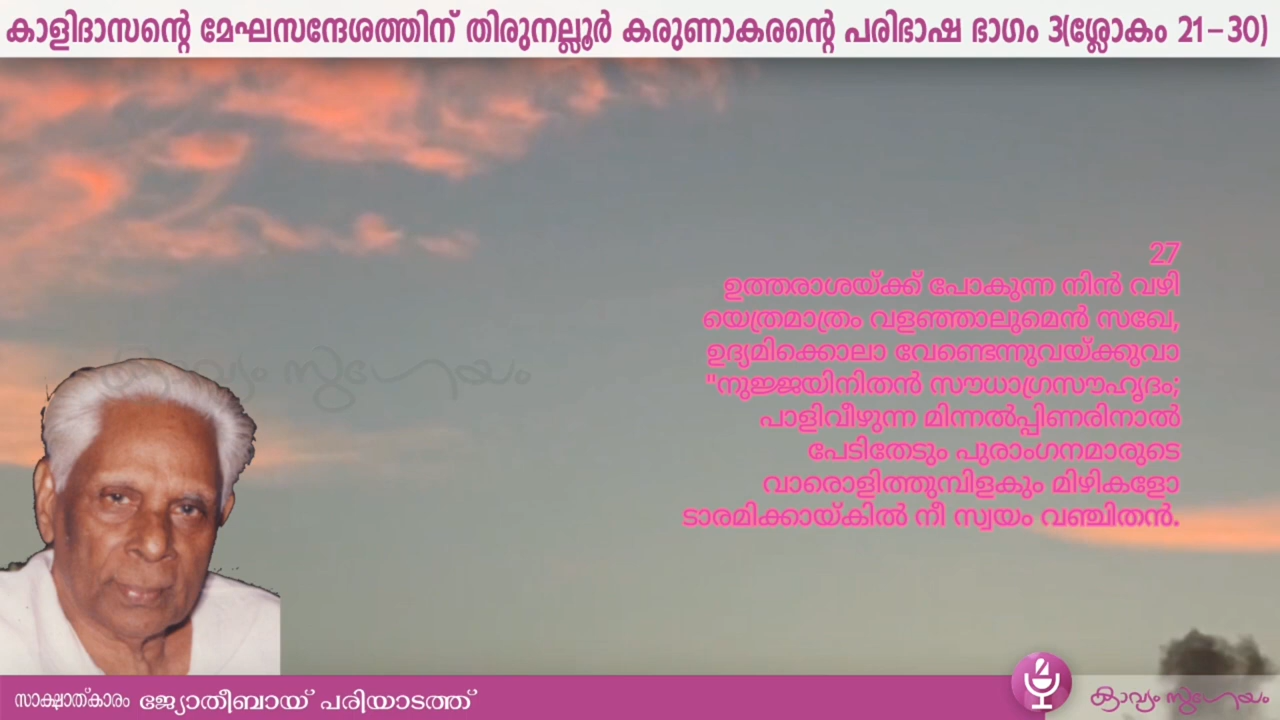 കാളിദാസന്റെ മേഘസന്ദേശത്തിന് തിരുനല്ലൂർ കരുണാകരന്റെ പരിഭാഷ ഭാഗം 3(ശ്ലോകം 21-30)
27
ഉത്തരാശയ്ക്ക് പോകുന്ന നിൻ വഴി
യെത്രമാത്രം വളഞ്ഞാലുമെൻ സഖേ,
ഉദ്യമിക്കൊലാ വേണ്ടെന്നുവയ്ക്കുവാ
"നുജ്ജയിനിതൻ സൗധാഗ്രസൗഹൃദം;
പാളിവീഴുന്ന മിന്നൽപ്പിണരിനാൽ
പേടിതേടും പുരാംഗനമാരുടെ
വാരൊളിത്തുമ്പിളകും മിഴികളോ
ടാരമിക്കായ്കിൽ നീ സ്വയം വഞ്ചിതൻ.
കാവ്യം സുഗേയം
സാക്ഷാത്കാരം ജ്യോതീബായ് പരിയാടത്ത്
കാവ്യം സുഗേയം